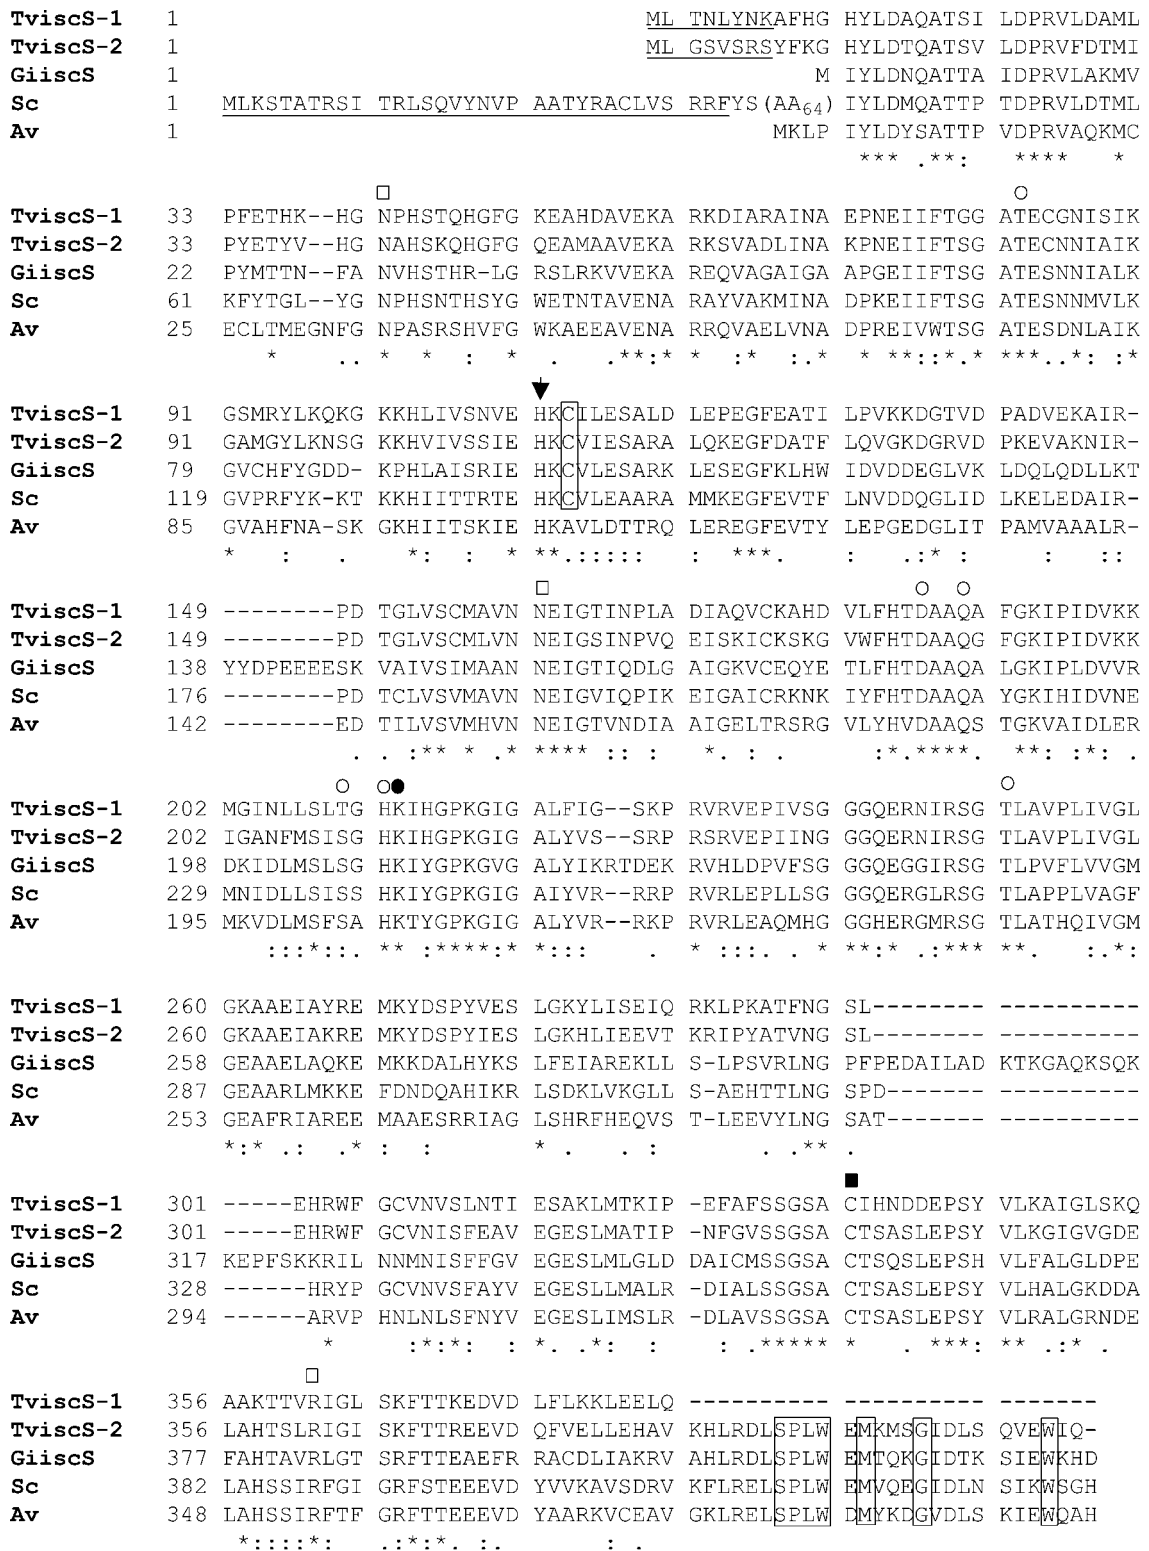 TviscS-1 1 ML TNLYNKAFHG HYLDAQATSI LDPRVLDAML
TviscS-2 1 ML GSVSRSYFKG HYLDTQATSV LDPRVFDTMI
GiiscS 1 M IYLDNQATTA IDPRVLAKMV
Sc 1 MLKSTATRSI TRLSQVYNVP AATYRACLVS RRFYS(AA64) IYLDMQATTP TDPRVLDTML
Av 1 MKLP IYLDYSATTP VDPRVAQKMC
*** .**: **** *
□ ○
TviscS-1 33 PFETHK--HG NPHSTQHGFG KEAHDAVEKA RKDIARAINA EPNEIIFTGG ATECGNISIK
TviscS-2 33 PYETYV--HG NAHSKQHGFG QEAMAAVEKA RKSVADLINA KPNEIIFTSG ATECNNIAIK
GiiscS 22 PYMTTN--FA NVHSTHR-LG RSLRKVVEKA REQVAGAIGA APGEIIFTSG ATESNNIALK
Sc 61 KFYTGL--YG NPHSNTHSYG WETNTAVENA RAYVAKMINA DPKEIIFTSG ATESNNMVLK
Av 25 ECLTMEGNFG NPASRSHVFG WKAEEAVENA RRQVAELVNA DPREIVWTSG ATESDNLAIK
* .. * * : * . .**:* * :* :.* * **::*.* ***..*: :*
▼
TviscS-1 91 GSMRYLKQKG KKHLIVSNVE HKCILESALD LEPEGFEATI LPVKKDGTVD PADVEKAIR-
TviscS-2 91 GAMGYLKNSG KKHVIVSSIE HKCVIESARA LQKEGFDATF LQVGKDGRVD PKEVAKNIR-
GiiscS 79 GVCHFYGDD- KPHLAISRIE HKCVLESARK LESEGFKLHW IDVDDEGLVK LDQLQDLLKT
Sc 119 GVPRFYK-KT KKHIITTRTE HKCVLEAARA MMKEGFEVTF LNVDDQGLID LKELEDAIR-
Av 85 GVAHFNA-SK GKHIITSKIE HKAVLDTTRQ LEREGFEVTY LEPGEDGLIT PAMVAAALR-
* : . *: : * **.::::: : ***. : .:* : : ::
□ ○ ○
TviscS-1 149 --------PD TGLVSCMAVN NEIGTINPLA DIAQVCKAHD VLFHTDAAQA FGKIPIDVKK
TviscS-2 149 --------PD TGLVSCMLVN NEIGSINPVQ EISKICKSKG VWFHTDAAQG FGKIPIDVKK
GiiscS 138 YYDPEEEESK VAIVSIMAAN NEIGTIQDLG AIGKVCEQYE TLFHTDAAQA LGKIPLDVVR
Sc 176 --------PD TCLVSVMAVN NEIGVIQPIK EIGAICRKNK IYFHTDAAQA YGKIHIDVNE
Av 142 --------ED TILVSVMHVN NEIGTVNDIA AIGELTRSRG VLYHVDAAQS TGKVAIDLER
. . :** * .* **** :: : *. : . :*.****. **: :*: .
○ ○ ● ○
TviscS-1 202 MGINLLSLTG HKIHGPKGIG ALFIG--SKP RVRVEPIVSG GGQERNIRSG TLAVPLIVGL
TviscS-2 202 IGANFMSISG HKIHGPKGIG ALYVS--SRP RSRVEPIING GGQERNIRSG TLAVPLIVGL
GiiscS 198 DKIDLMSLSG HKIYGPKGVG ALYIKRTDEK RVHLDPVFSG GGQEGGIRSG TLPVFLVVGM
Sc 229 MNIDLLSISS HKIYGPKGIG AIYVR--RRP RVRLEPLLSG GGQERGLRSG TLAPPLVAGF
Av 195 MKVDLMSFSA HKTYGPKGIG ALYVR--RKP RVRLEAQMHG GGHERGMRSG TLATHQIVGM
:::*::. ** :****:* *::: . * :::. . * **:* .:*** **. :.*:
TviscS-1 260 GKAAEIAYRE MKYDSPYVES LGKYLISEIQ RKLPKATFNG SL-------- ----------
TviscS-2 260 GKAAEIAKRE MKYDSPYIES LGKHLIEEVT KRIPYATVNG SL-------- ----------
GiiscS 258 GEAAELAQKE MKKDALHYKS LFEIAREKLL S-LPSVRLNG PFPEDAILAD KTKGAQKSQK
Sc 287 GEAARLMKKE FDNDQAHIKR LSDKLVKGLL S-AEHTTLNG SPD------- ----------
Av 253 GEAFRIAREE MAAESRRIAG LSHRFHEQVS T-LEEVYLNG SAT------- ----------
*:* .: .* : : * . : .** .
■
TviscS-1 301 -----EHRWF GCVNVSLNTI ESAKLMTKIP -EFAFSSGSA CIHNDDEPSY VLKAIGLSKQ
TviscS-2 301 -----EHRWF GCVNISFEAV EGESLMATIP -NFGVSSGSA CTSASLEPSY VLKGIGVGDE
GiiscS 317 KEPFSKKRIL NNMNISFFGV EGESLMLGLD DAICMSSGSA CTSQSLEPSH VLFALGLDPE
Sc 328 ------HRYP GCVNVSFAYV EGESLLMALR -DIALSSGSA CTSASLEPSY VLHALGKDDA
Av 294 ------ARVP HNLNLSFNYV EGESLIMSLR -DLAVSSGSA CTSASLEPSY VLRALGRNDE
* :*:*: : *. .*: : :..***** * . ***: ** .:* .
□
TviscS-1 356 AAKTTVRIGL SKFTTKEDVD LFLKKLEELQ ---------- ---------- ---------
TviscS-2 356 LAHTSLRIGI SKFTTREEVD QFVELLEHAV KHLRDLSPLW EMKMSGIDLS QVEWIQ-
GiiscS 377 FAHTAVRLGT SRFTTEAEFR RACDLIAKRV AHLRDLSPLW EMTQKGIDTK SIEWKHD
Sc 382 LAHSSIRFGI GRFSTEEEVD YVVKAVSDRV KFLRELSPLW EMVQEGIDLN SIKWSGH
Av 348 LAHSSIRFTF GRFTTEEEVD YAARKVCEAV GKLRELSPLW DMYKDGVDLS KIEWQAH
*::::*: .:*:*. :. : .